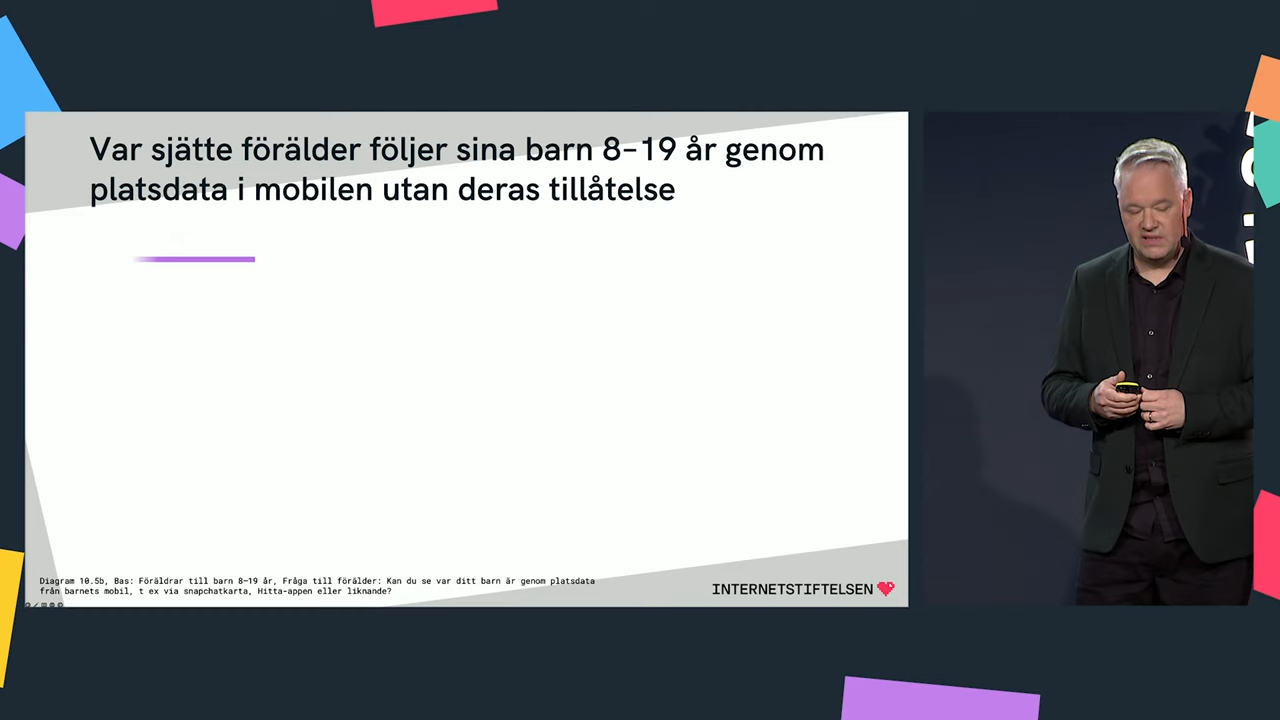 Var sjätte förälder följer sina barn 8–19 år genom
platsdata i mobilen utan deras tillåtelse
Diagram 10.5b, Bas: Föräldrar till barn 8–19 år, Fråga till förälder: Kan du se var ditt barn är genom platsdata
från barnets mobil, t ex via snapchatkarta, Hitta-appen eller liknande?
INTERNETSTIFTELSEN